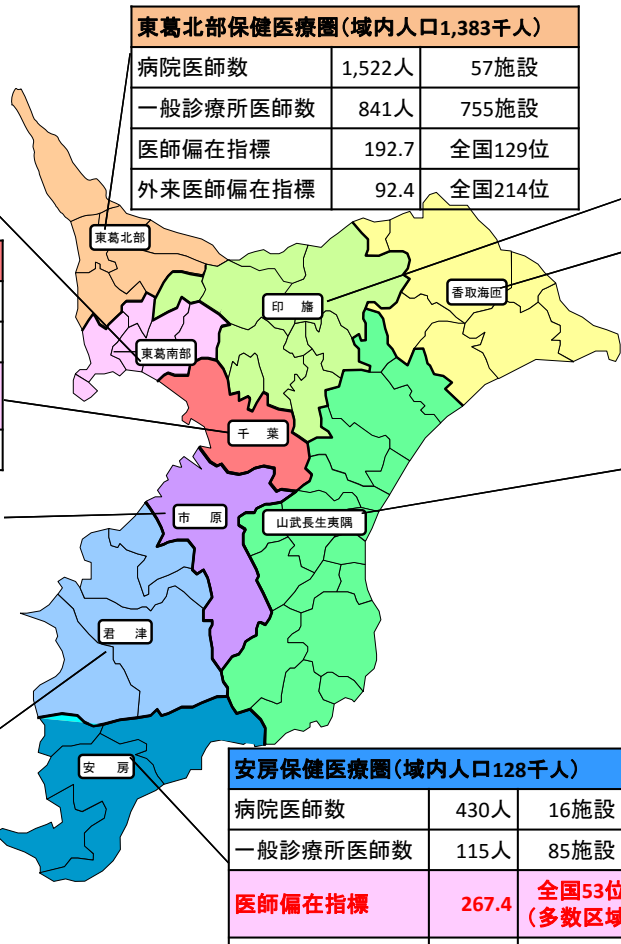 東葛北部保健医療圏(域内人口1,383千人)
病院医師数 1,522人 57施設
一般診療所医師数 841人 755施設
医師偏在指標 192.7 全国129位
外来医師偏在指標 92.4 全国214位
東葛北部
香取海匝
印 旛
東葛南部
千 葉
市 原
山武長生夷隅
君 津
安 房
安房保健医療圏(域内人口128千人)
病院医師数 430人 16施設
一般診療所医師数 115人 85施設
医師偏在指標 267.4 全国53位
(多数区域